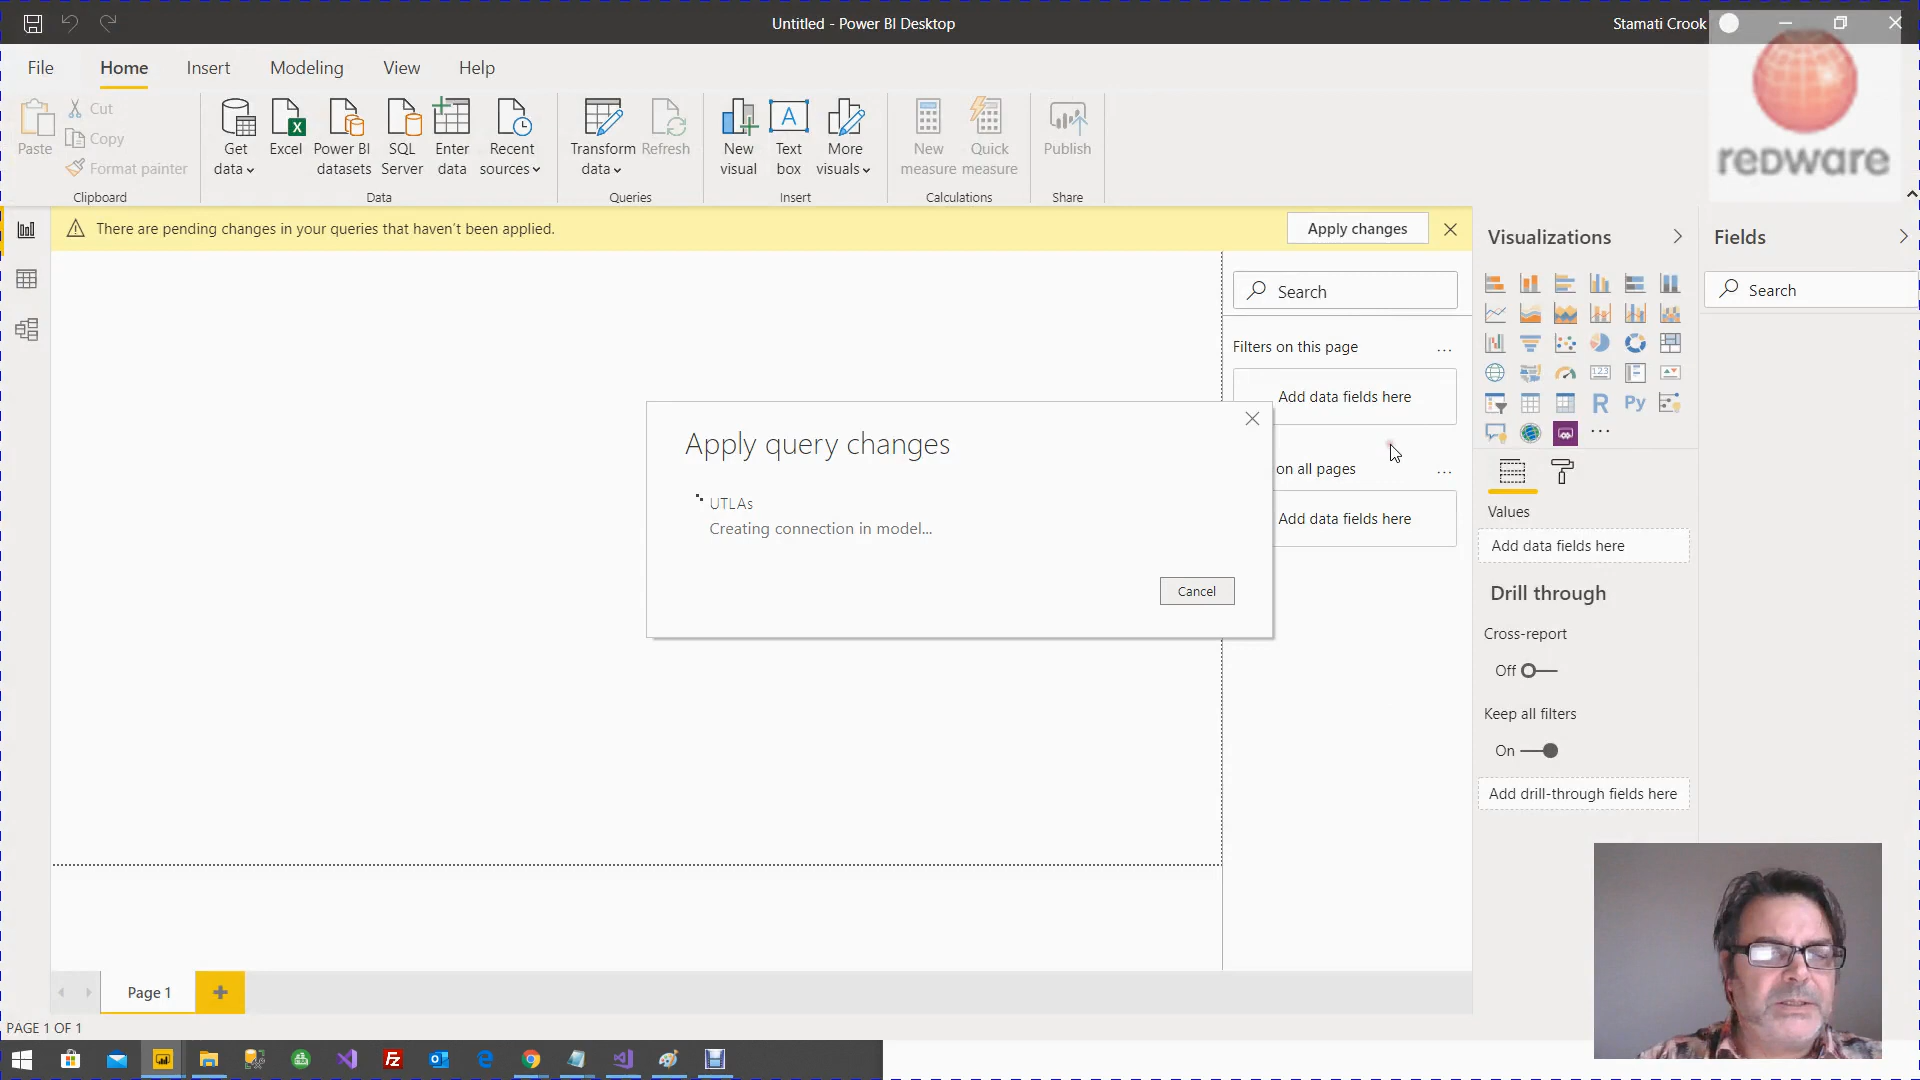 Untitled - Power BI Desktop
Stamati Crook
File
Home
Insert
Modeling
View
Help
Paste
Cut
Copy
Format painter
Clipboard
Get data
Excel
Power BI datasets
SQL Server
Enter data
Recent sources
Data
Transform data
Refresh
Queries
New visual
Text box
More visuals
Insert
New measure
Quick measure
Calculations
Publish
Share
redware
There are pending changes in your queries that haven't been applied.
Apply changes
Search
Filters on this page
...
Add data fields here
on all pages
...
Add data fields here
Apply query changes
UTLAs
Creating connection in model...
Cancel
Visualizations
123
R
Py
...
Values
Add data fields here
Drill through
Cross-report
Off
Keep all filters
On
Add drill-through fields here
Fields
Search
Page 1
PAGE 1 OF 1